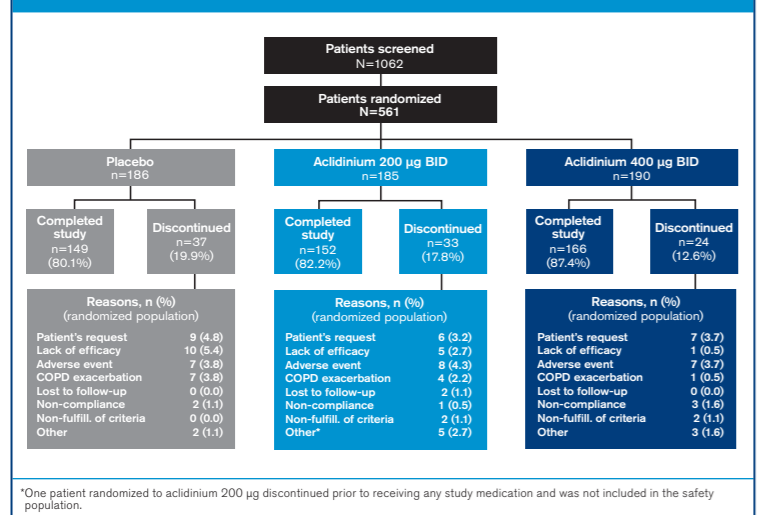 Patients screened
N=1062
Patients randomized
N=561
Placebo
n=186
Completed
study
n=149
(80.1%)
Discontinued
n=37
(19.9%)
Reasons, n (%)
(randomized population)
Patient's request 9 (4.8)
Lack of efficacy 10 (5.4)
Adverse event 7 (3.8)
COPD exacerbation 7 (3.8)
Lost to follow-up 0 (0.0)
Non-compliance 2 (1.1)
Non-fulfill. of criteria 0 (0.0)
Other 2 (1.1)
Aclidinium 200 µg BID
n=185
Completed
study
n=152
(82.2%)
Discontinued
n=33
(17.8%)
Reasons, n (%)
(randomized population)
Patient's request 6 (3.2)
Lack of efficacy 5 (2.7)
Adverse event 8 (4.3)
COPD exacerbation 4 (2.2)
Lost to follow-up 2 (1.1)
Non-compliance 1 (0.5)
Non-fulfill. of criteria 2 (1.1)
Other* 5 (2.7)
Aclidinium 400 µg BID
n=190
Completed
study
n=166
(87.4%)
Discontinued
n=24
(12.6%)
Reasons, n (%)
(randomized population)
Patient's request 7 (3.7)
Lack of efficacy 1 (0.5)
Adverse event 7 (3.7)
COPD exacerbation 1 (0.5)
Lost to follow-up 0 (0.0)
Non-compliance 3 (1.6)
Non-fulfill. of criteria 2 (1.1)
Other 3 (1.6)
*One patient randomized to aclidinium 200 µg discontinued prior to receiving any study medication and was not included in the safety
population.